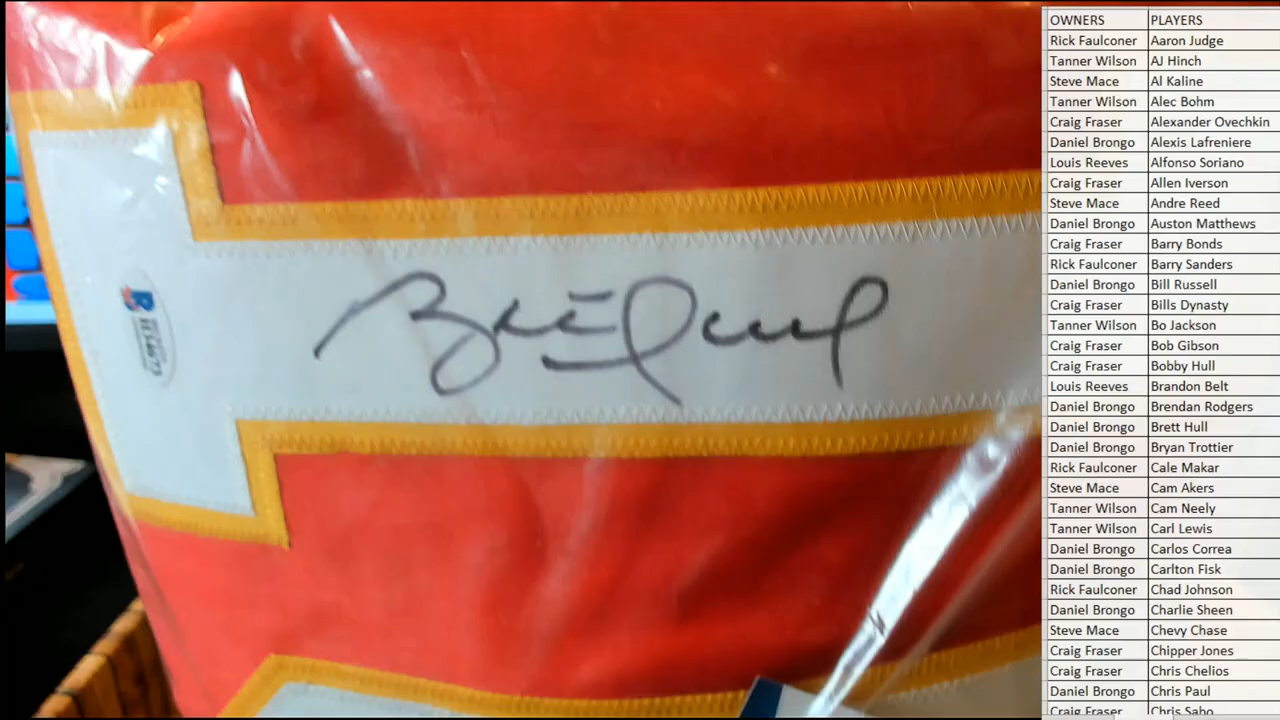 OWNERS PLAYERS
Rick Faulconer Aaron Judge
Tanner Wilson AJ Hinch
Steve Mace Al Kaline
Tanner Wilson Alec Bohm
Craig Fraser Alexander Ovechkin
Daniel Brongo Alexis Lafreniere
Louis Reeves Alfonso Soriano
Craig Fraser Allen Iverson
Steve Mace Andre Reed
Daniel Brongo Auston Matthews
Craig Fraser Barry Bonds
Rick Faulconer Barry Sanders
Daniel Brongo Bill Russell
Craig Fraser Bills Dynasty
Tanner Wilson Bo Jackson
Craig Fraser Bob Gibson
Craig Fraser Bobby Hull
Louis Reeves Brandon Belt
Daniel Brongo Brendan Rodgers
Daniel Brongo Brett Hull
Daniel Brongo Bryan Trottier
Rick Faulconer Cale Makar
Steve Mace Cam Akers
Tanner Wilson Cam Neely
Tanner Wilson Carl Lewis
Daniel Brongo Carlos Correa
Daniel Brongo Carlton Fisk
Rick Faulconer Chad Johnson
Daniel Brongo Charlie Sheen
Steve Mace Chevy Chase
Craig Fraser Chipper Jones
Craig Fraser Chris Chelios
Daniel Brongo Chris Paul
Craig Fraser Chris Sabo